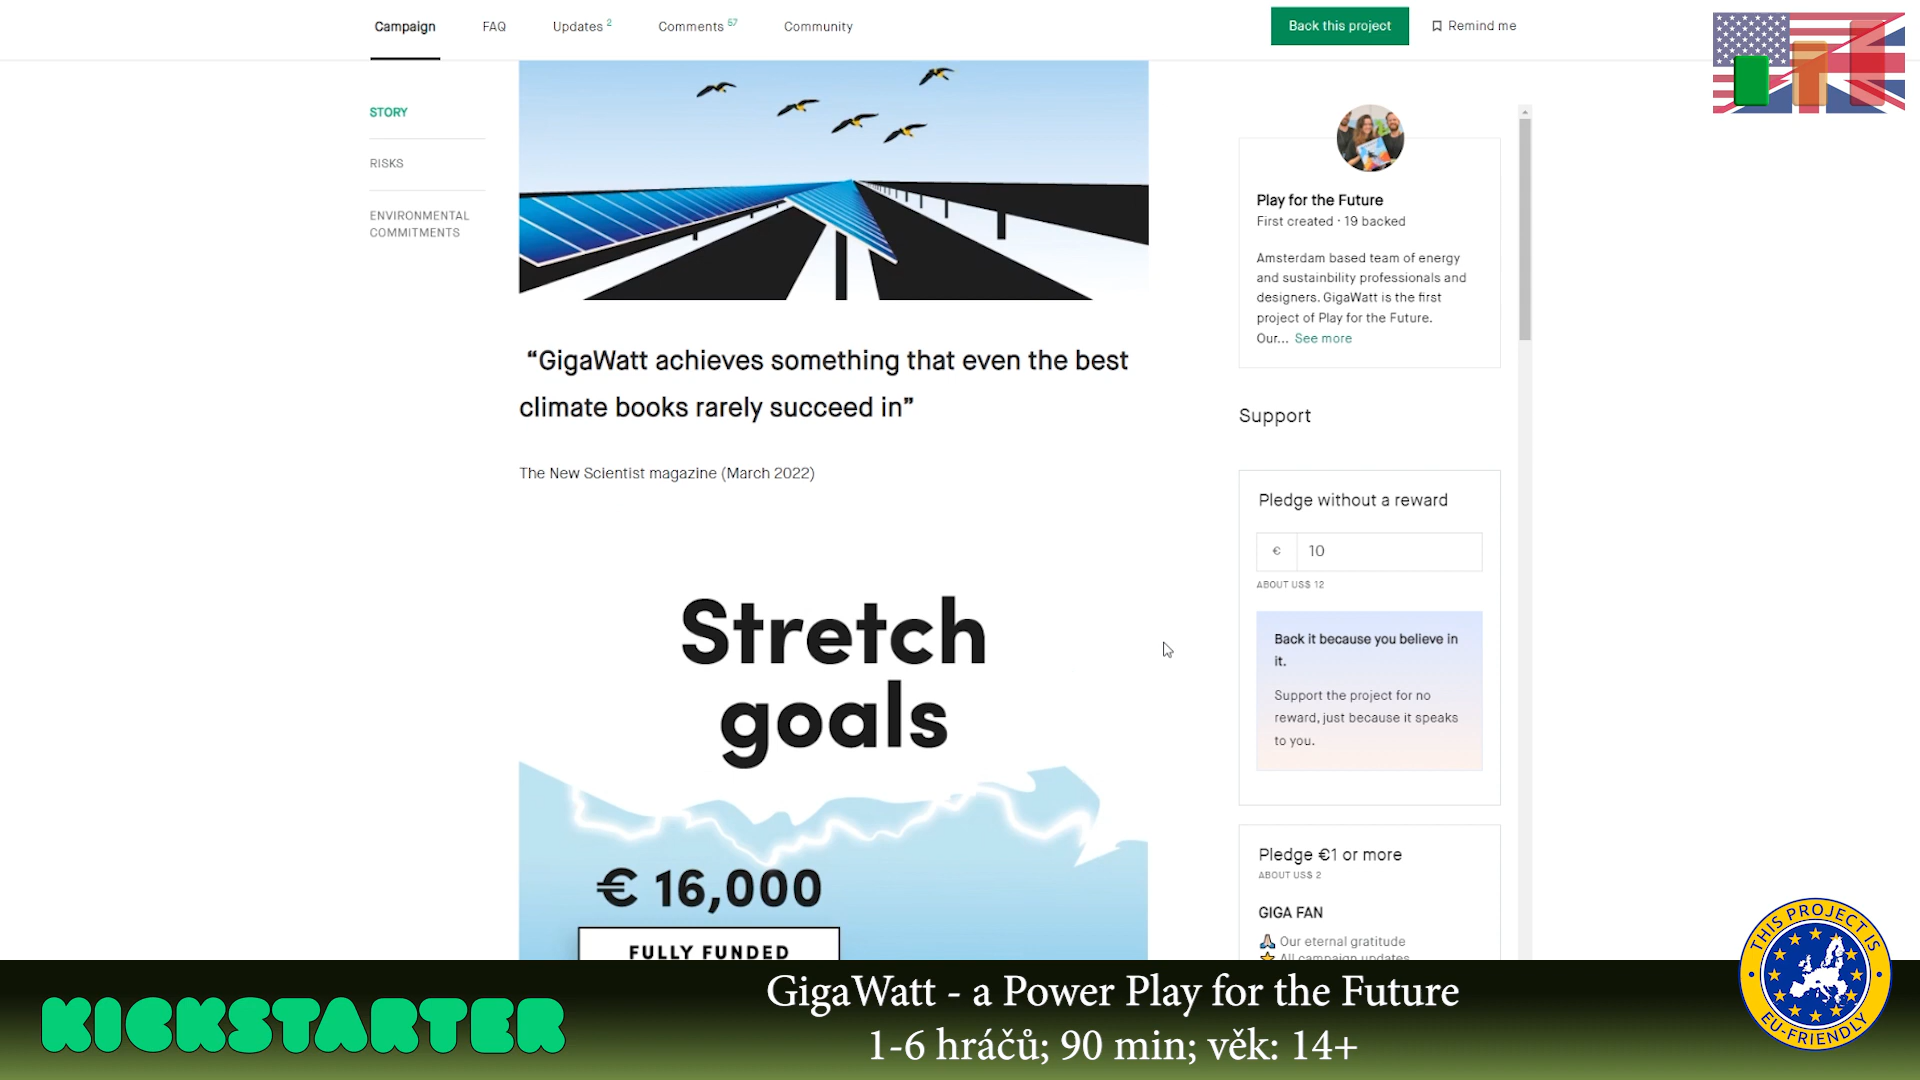 Campaign
FAQ
Updates 2
Comments 57
Community
Back this project
Remind me
STORY
RISKS
ENVIRONMENTAL
COMMITMENTS
“GigaWatt achieves something that even the best
climate books rarely succeed in”
The New Scientist magazine (March 2022)
Stretch
goals
€ 16,000
FULLY FUNDED
Play for the Future
First created · 19 backed
Amsterdam based team of energy
and sustainbility professionals and
designers. GigaWatt is the first
project of Play for the Future.
Our... See more
Support
Pledge without a reward
€ 10
ABOUT US$ 12
Back it because you believe in
it.
Support the project for no
reward, just because it speaks
to you.
Pledge €1 or more
ABOUT US$ 2
GIGA FAN
🙏🏼 Our eternal gratitude
⭐ All campaign updates
KICKSTARTER
GigaWatt - a Power Play for the Future
1-6 hráčů; 90 min; věk: 14+
THIS PROJECT IS
EU-FRIENDLY